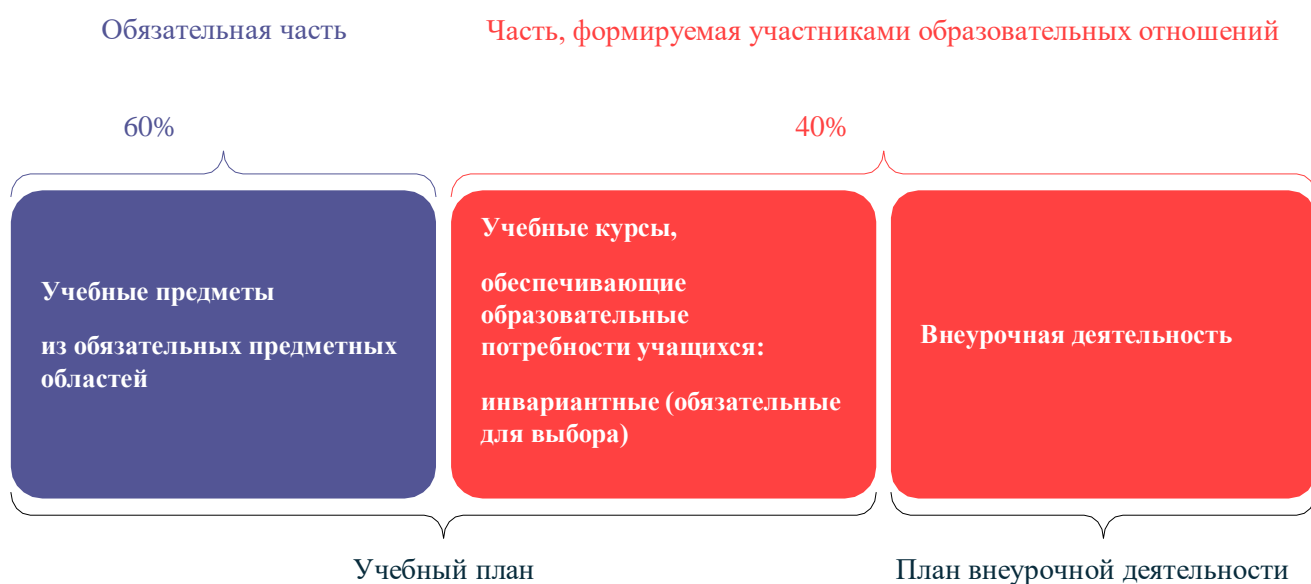 Обязательная часть
Часть, формируемая участниками образовательных отношений
60%
40%
Учебные предметы
из обязательных предметных
областей
Учебные курсы,
обеспечивающие
образовательные
потребности учащихся:
инвариантные (обязательные
для выбора)
Внеурочная деятельность
Учебный план
План внеурочной деятельности